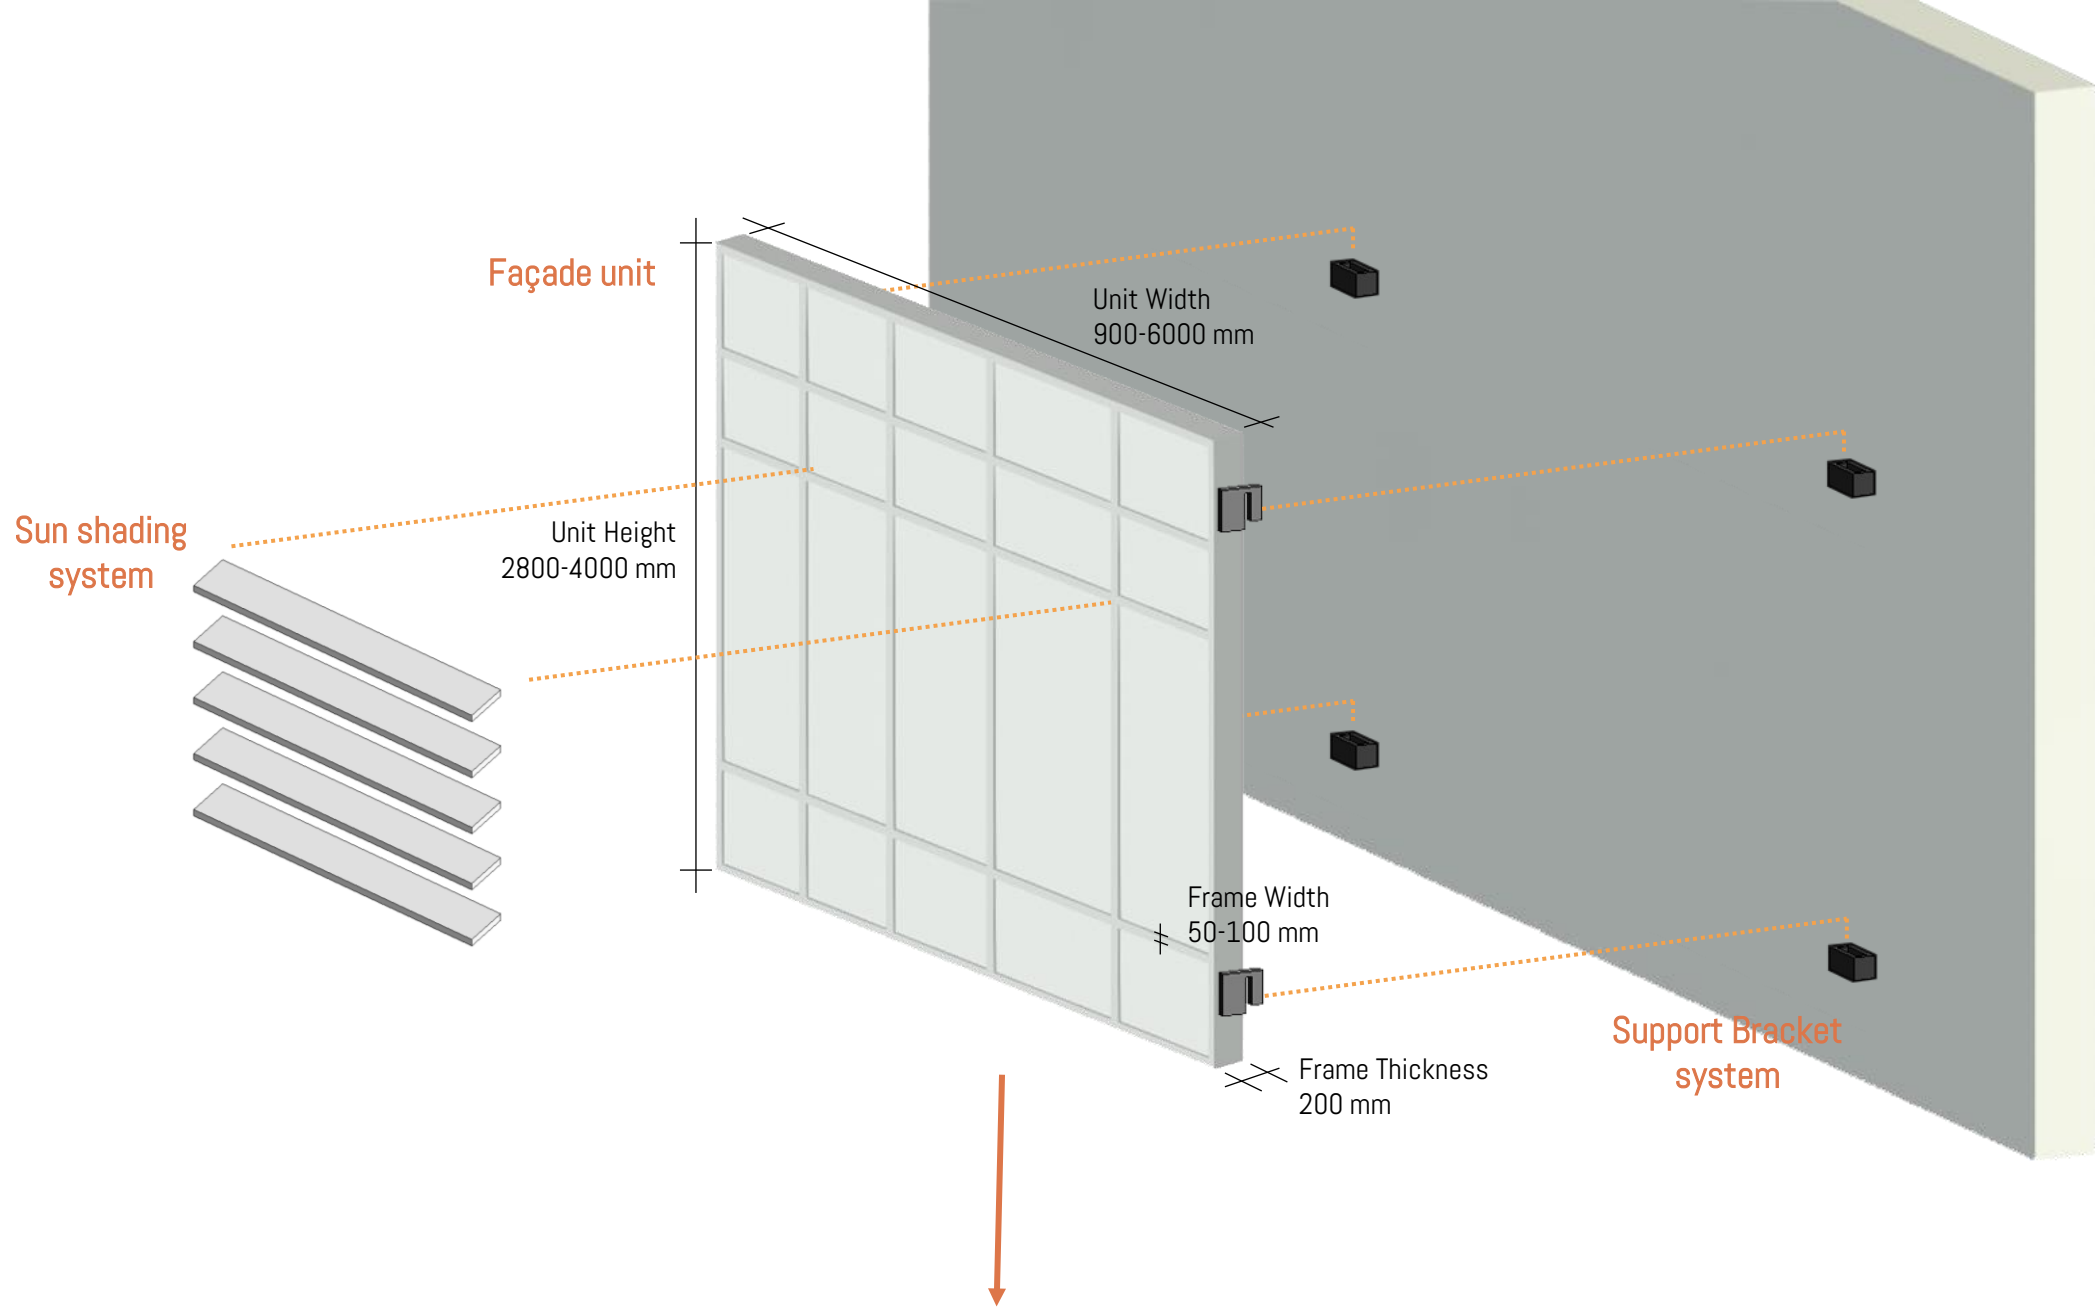 Façade unit
Unit Width
900-6000 mm
Sun shading
system
Unit Height
2800-4000 mm
Frame Width
50-100 mm
Support Bracket
system
Frame Thickness
200 mm